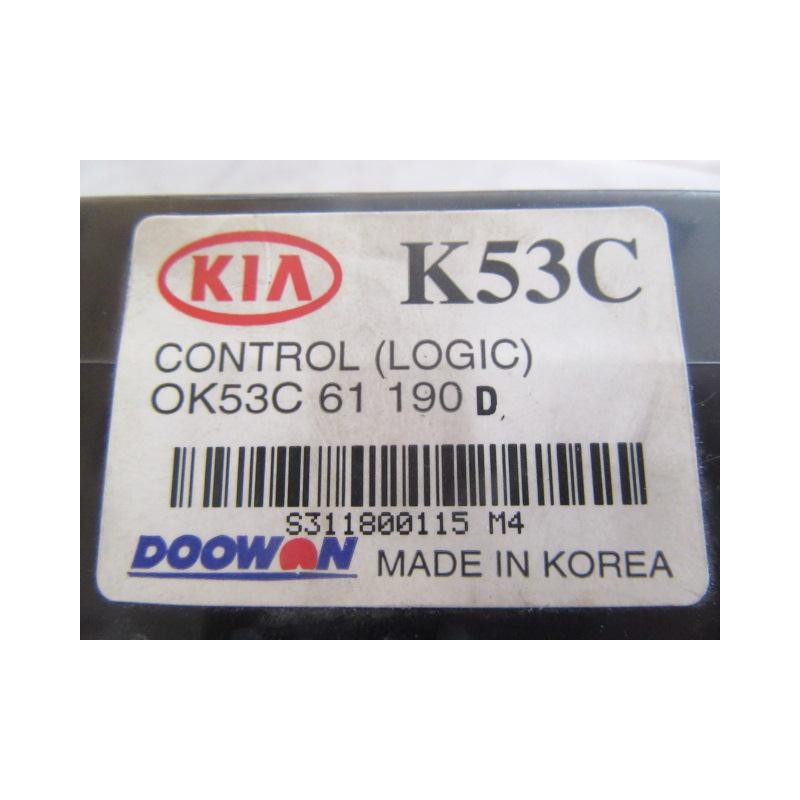 KIA K53C
CONTROL (LOGIC)
OK53C 61 190 D
S311800115 M4
DOOWON MADE IN KOREA